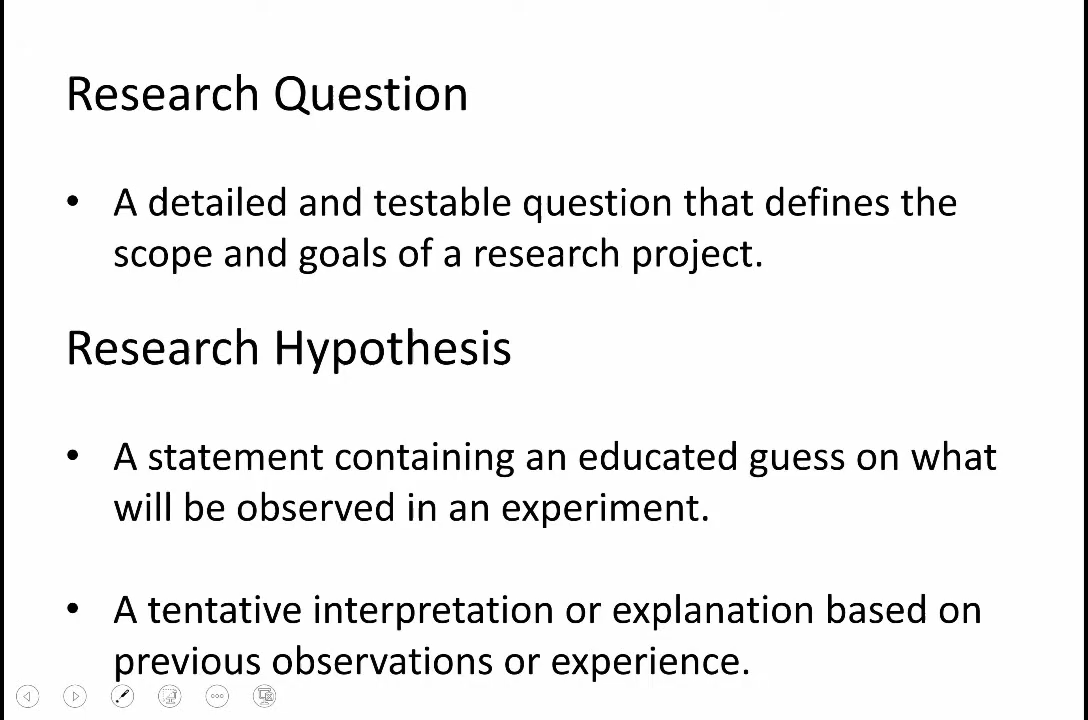 Research Question
• A detailed and testable question that defines the
scope and goals of a research project.
Research Hypothesis
• A statement containing an educated guess on what
will be observed in an experiment.
• A tentative interpretation or explanation based on
previous observations or experience.